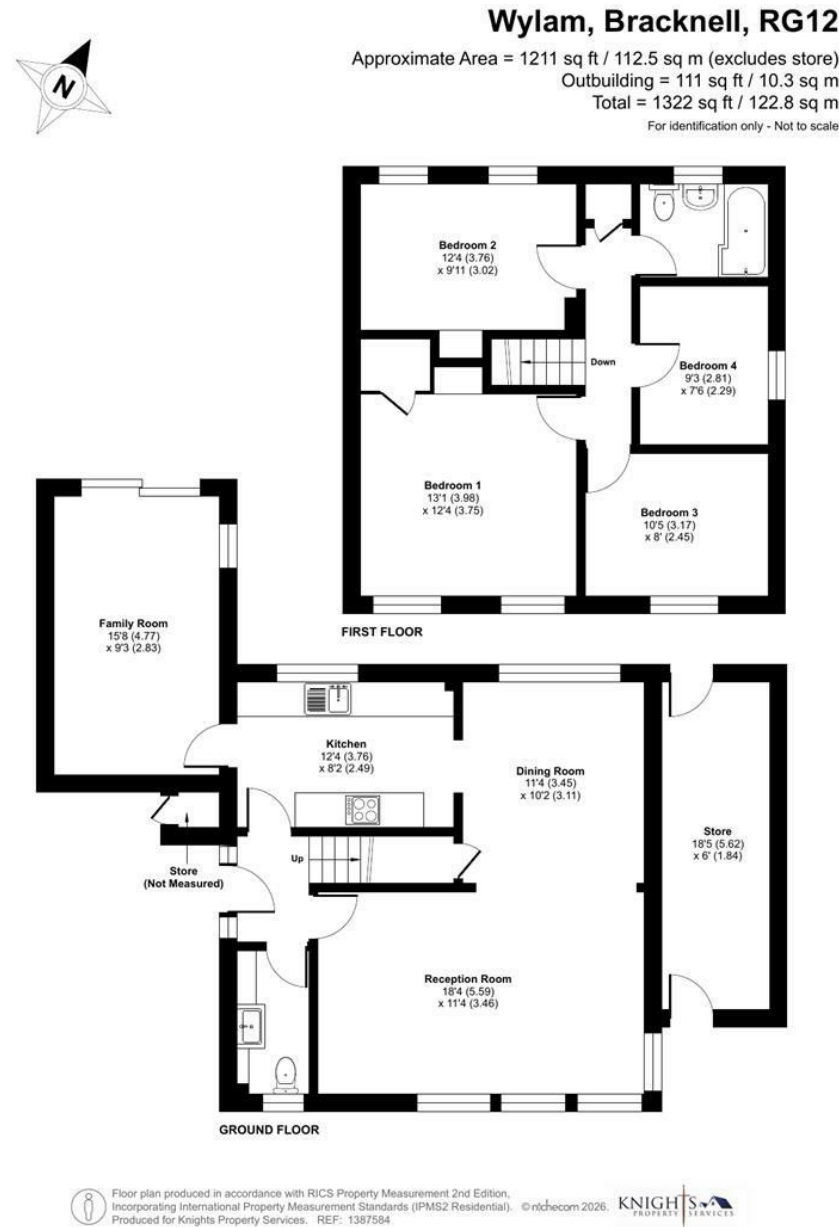 Wylam, Bracknell, RG12
Approximate Area = 1211 sq ft / 112.5 sq m (excludes store)
Outbuilding = 111 sq ft / 10.3 sq m
Total = 1322 sq ft / 122.8 sq m
For identification only - Not to scale
N
Bedroom 2
12'4 (3.76)
x 9'11 (3.02)
Down
Bedroom 4
9'3 (2.81)
x 7'6 (2.29)
Bedroom 1
13'1 (3.98)
x 12'4 (3.75)
Bedroom 3
10'5 (3.17)
x 8' (2.45)
FIRST FLOOR
Family Room
15'8 (4.77)
x 9'3 (2.83)
Kitchen
12'4 (3.76)
x 8'2 (2.49)
Dining Room
11'4 (3.45)
x 10'2 (3.11)
Store
18'5 (5.62)
x 6' (1.84)
Up
Store
(Not Measured)
Reception Room
18'4 (5.59)
x 11'4 (3.46)
GROUND FLOOR
Floor plan produced in accordance with RICS Property Measurement 2nd Edition,
Incorporating International Property Measurement Standards (IPMS2 Residential). © nichecom 2026.
Produced for Knights Property Services. REF: 1387584
KNIGHTS
PROPERTY SERVICES